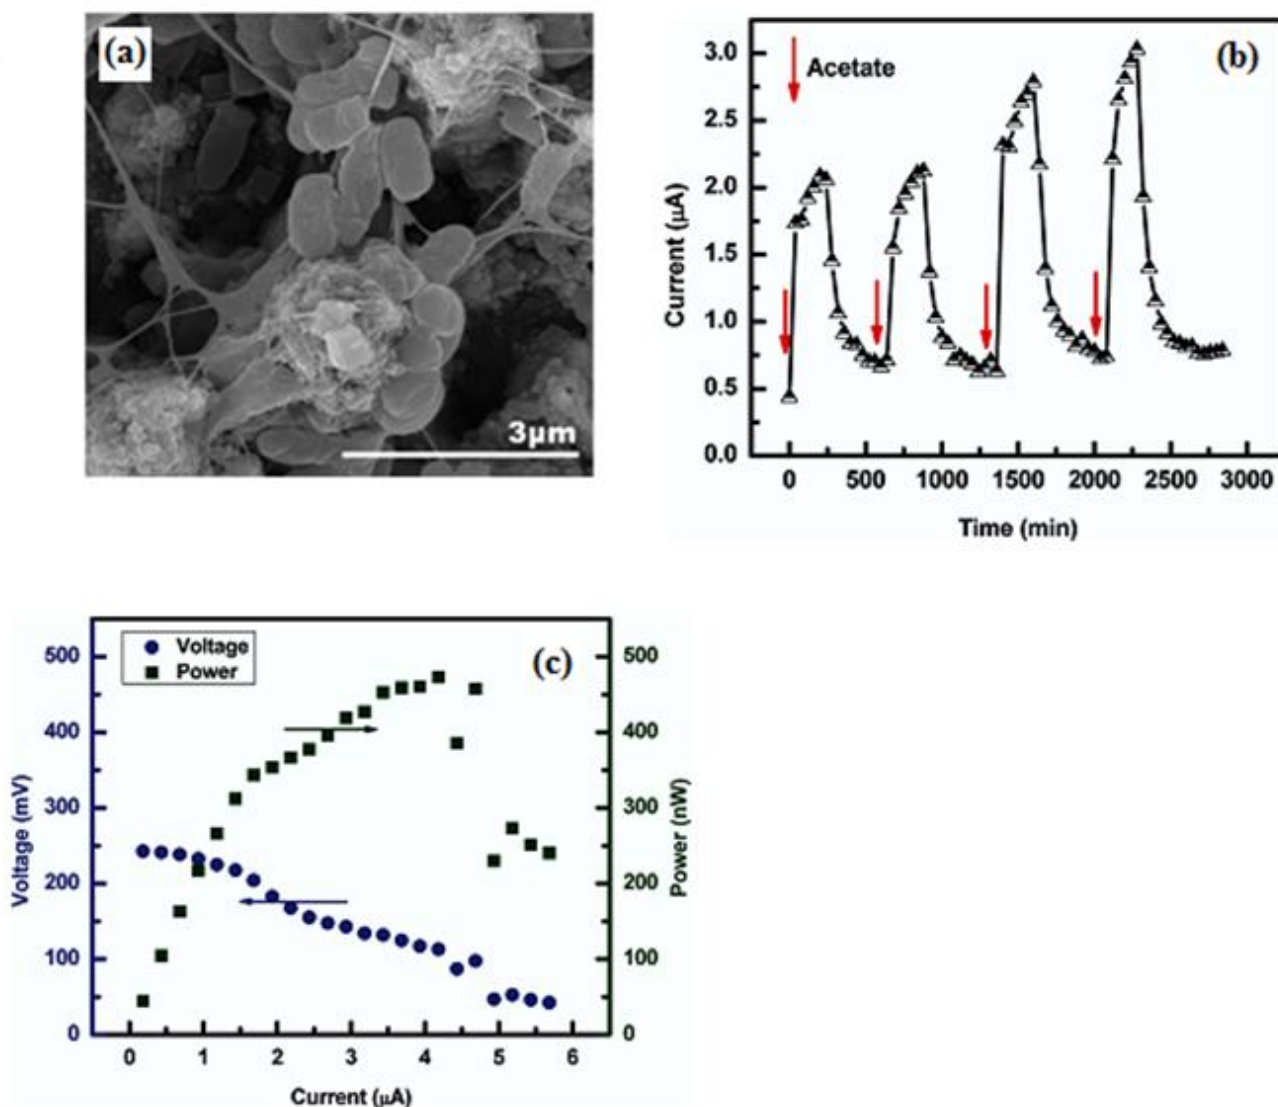 (a)
3μm
(b)
Acetate
3.0
2.5
2.0
1.5
1.0
0.5
0.0
Current (μA)
0 500 1000 1500 2000 2500 3000
Time (min)
(c)
Voltage
Power
500
400
300
200
100
0
Voltage (mV)
500
400
300
200
100
0
Power (nW)
0 1 2 3 4 5 6
Current (μA)